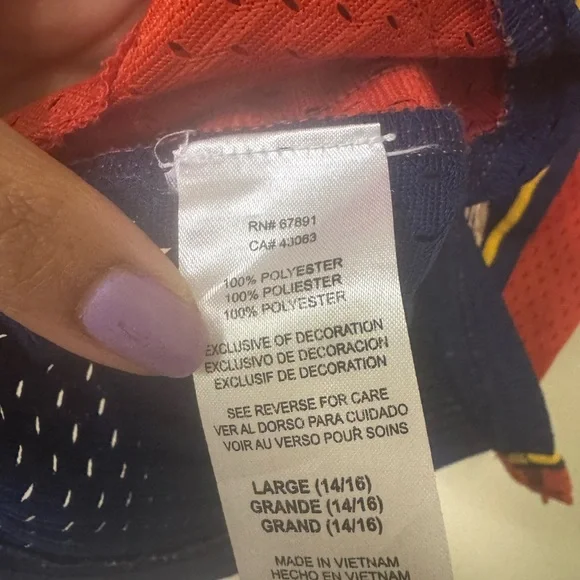 RN# 67891
CA# 43063
100% POLYESTER
100% POLIESTER
100% POLYESTER
EXCLUSIVE OF DECORATION
EXCLUSIVO DE DECORACION
EXCLUSIF DE DECORATION
SEE REVERSE FOR CARE
VER AL DORSO PARA CUIDADO
VOIR AU VERSO POUR SOINS
LARGE (14/16)
GRANDE (14/16)
GRAND (14/16)
MADE IN VIETNAM
HECHO EN VIETNAM